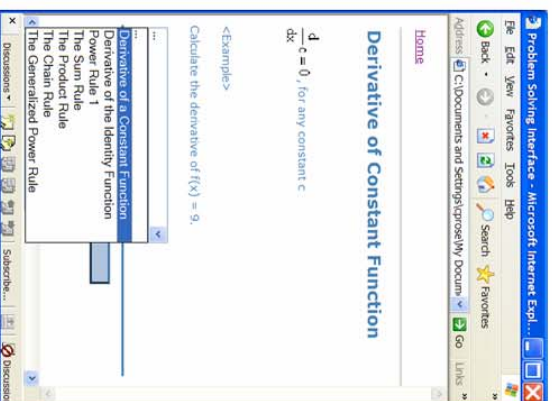 Problem Solving Interface - Microsoft Internet Expl...
File Edit View Favorites Tools Help
Back Search Favorites
Address C:\Documents and Settings\cprose\My Docum Go Links
Home
Derivative of Constant Function
d/dx c = 0 , for any constant c
<Example>
Calculate the derivative of f(x) = 9.
...
...
Derivative of a Constant Function
Derivative of the Identity Function
Power Rule 1
The Sum Rule
The Product Rule
The Chain Rule
The Generalized Power Rule
Discussions Subscribe... Discussio